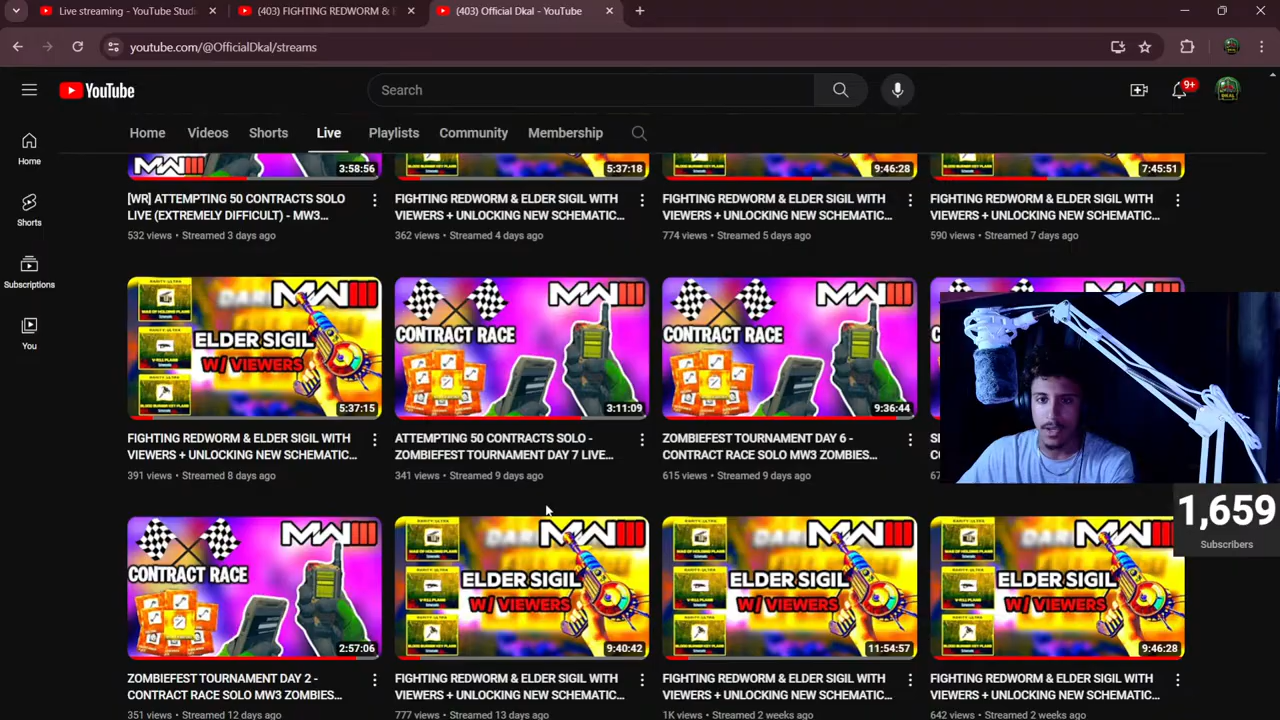 Live streaming - YouTube Studi
(403) FIGHTING REDWORM & E
(403) Official Dkal - YouTube
youtube.com/@OfficialDkal/streams
YouTube
Search
9+
Home
Videos
Shorts
Live
Playlists
Community
Membership
Home
Shorts
Subscriptions
You
MWIII
3:58:56
5:37:18
9:46:28
7:45:51
[WR] ATTEMPTING 50 CONTRACTS SOLO
LIVE (EXTREMELY DIFFICULT) - MW3...
532 views • Streamed 3 days ago
FIGHTING REDWORM & ELDER SIGIL WITH
VIEWERS + UNLOCKING NEW SCHEMATIC...
362 views • Streamed 4 days ago
FIGHTING REDWORM & ELDER SIGIL WITH
VIEWERS + UNLOCKING NEW SCHEMATIC...
774 views • Streamed 5 days ago
FIGHTING REDWORM & ELDER SIGIL WITH
VIEWERS + UNLOCKING NEW SCHEMATIC...
590 views • Streamed 7 days ago
MWIII
ELDER SIGIL
W/ VIEWERS
5:37:15
MWIII
CONTRACT RACE
3:11:09
MWIII
CONTRACT RACE
9:36:44
FIGHTING REDWORM & ELDER SIGIL WITH
VIEWERS + UNLOCKING NEW SCHEMATIC...
391 views • Streamed 8 days ago
ATTEMPTING 50 CONTRACTS SOLO -
ZOMBIEFEST TOURNAMENT DAY 7 LIVE...
341 views • Streamed 9 days ago
ZOMBIEFEST TOURNAMENT DAY 6 -
CONTRACT RACE SOLO MW3 ZOMBIES...
615 views • Streamed 9 days ago
1,659
Subscribers
MWIII
CONTRACT RACE
2:57:06
MWIII
ELDER SIGIL
W/ VIEWERS
9:40:42
MWIII
ELDER SIGIL
W/ VIEWERS
11:54:57
MWIII
ELDER SIGIL
W/ VIEWERS
9:46:28
ZOMBIEFEST TOURNAMENT DAY 2 -
CONTRACT RACE SOLO MW3 ZOMBIES...
351 views • Streamed 12 days ago
FIGHTING REDWORM & ELDER SIGIL WITH
VIEWERS + UNLOCKING NEW SCHEMATIC...
777 views • Streamed 13 days ago
FIGHTING REDWORM & ELDER SIGIL WITH
VIEWERS + UNLOCKING NEW SCHEMATIC...
1K views • Streamed 2 weeks ago
FIGHTING REDWORM & ELDER SIGIL WITH
VIEWERS + UNLOCKING NEW SCHEMATIC...
642 views • Streamed 2 weeks ago